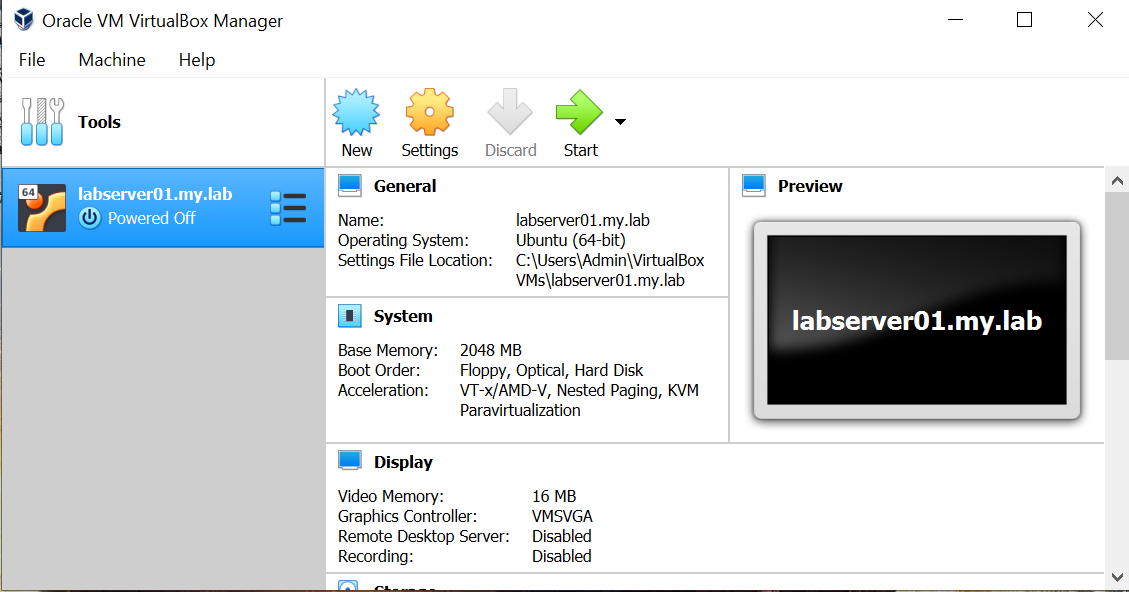 Oracle VM VirtualBox Manager
File Machine Help
Tools
New Settings Discard Start
64
labserver01.my.lab
Powered Off
General
Name: labserver01.my.lab
Operating System: Ubuntu (64-bit)
Settings File Location: C:\Users\Admin\VirtualBox
VMs\labserver01.my.lab
Preview
labserver01.my.lab
System
Base Memory: 2048 MB
Boot Order: Floppy, Optical, Hard Disk
Acceleration: VT-x/AMD-V, Nested Paging, KVM
Paravirtualization
Display
Video Memory: 16 MB
Graphics Controller: VMSVGA
Remote Desktop Server: Disabled
Recording: Disabled
Storage